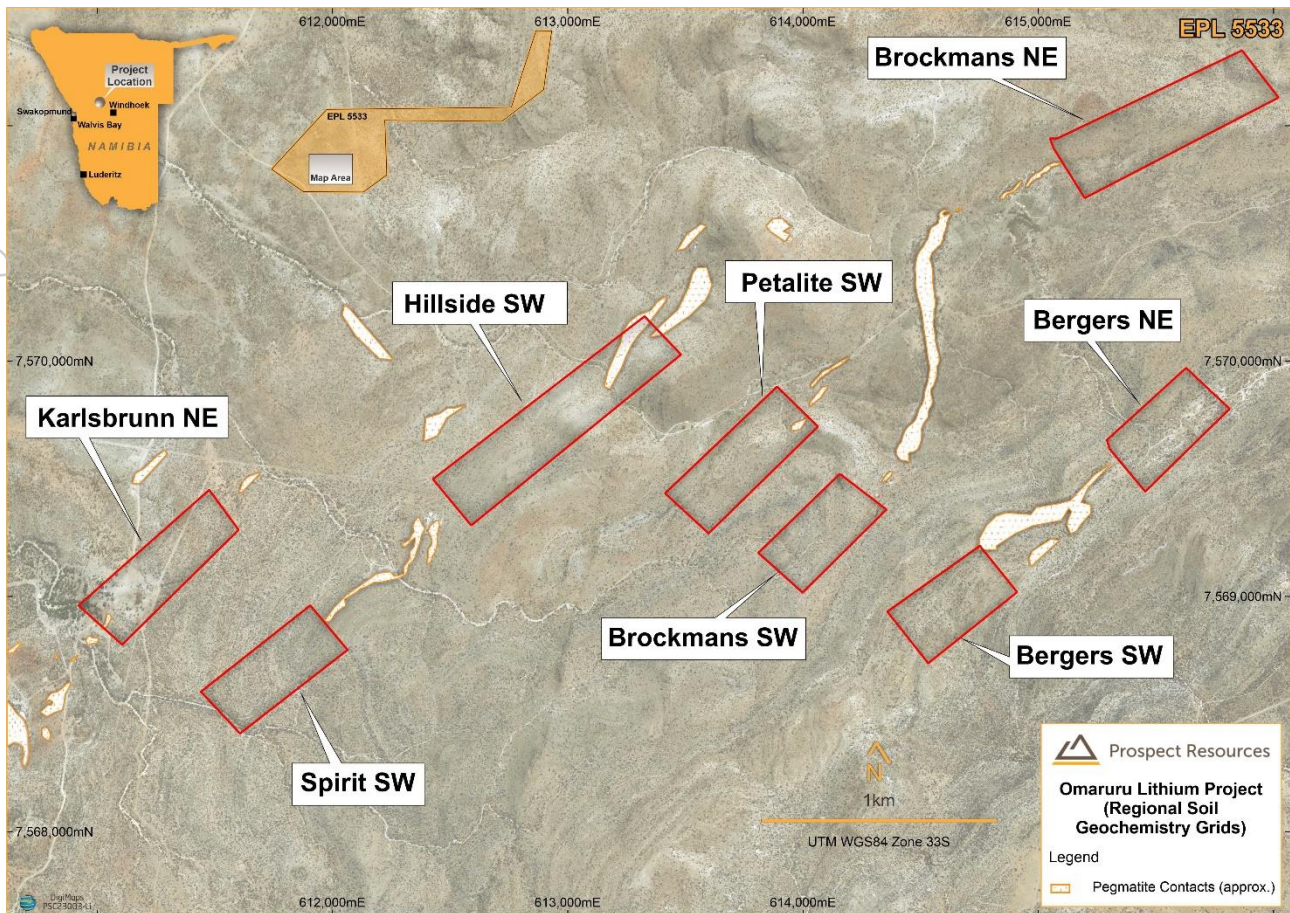 612,000mE
613,000mE
614,000mE
615,000mE
EPL 5533
Project
Location
Swakopmund
Windhoek
Walvis Bay
NAMIBIA
Luderitz
EPL 5533
Map Area
Brockmans NE
Hillside SW
Petalite SW
Bergers NE
7,570,000mN
7,570,000mN
Karlsbrunn NE
7,569,000mN
Brockmans SW
Bergers SW
Spirit SW
N
1km
UTM WGS84 Zone 33S
7,568,000mN
Prospect Resources
Omaruru Lithium Project
(Regional Soil
Geochemistry Grids)
Legend
Pegmatite Contacts (approx.)
DigiMaps
PSC23003-Li
612,000mE
613,000mE
614,000mE